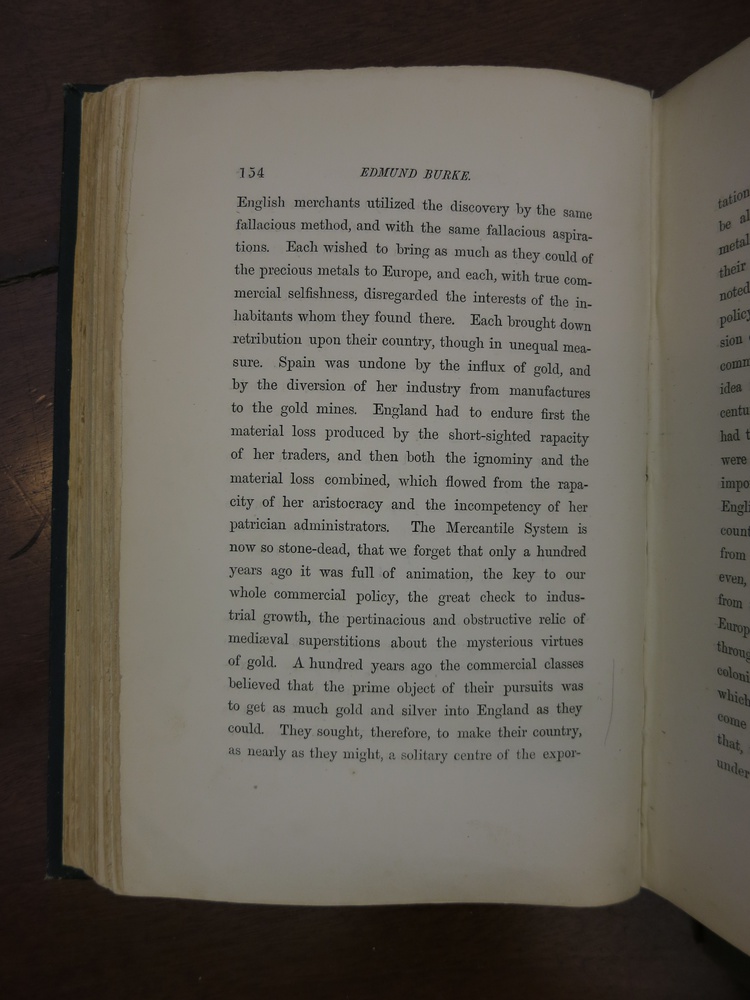 154 EDMUND BURKE.
English merchants utilized the discovery by the same
fallacious method, and with the same fallacious aspira-
tions. Each wished to bring as much as they could of
the precious metals to Europe, and each, with true com-
mercial selfishness, disregarded the interests of the in-
habitants whom they found there. Each brought down
retribution upon their country, though in unequal mea-
sure. Spain was undone by the influx of gold, and
by the diversion of her industry from manufactures
to the gold mines. England had to endure first the
material loss produced by the short-sighted rapacity
of her traders, and then both the ignominy and the
material loss combined, which flowed from the rapa-
city of her aristocracy and the incompetency of her
patrician administrators. The Mercantile System is
now so stone-dead, that we forget that only a hundred
years ago it was full of animation, the key to our
whole commercial policy, the great check to indus-
trial growth, the pertinacious and obstructive relic of
mediæval superstitions about the mysterious virtues
of gold. A hundred years ago the commercial classes
believed that the prime object of their pursuits was
to get as much gold and silver into England as they
could. They sought, therefore, to make their country,
as nearly as they might, a solitary centre of the expor-
tation
be al
metal
their
noted
policy
sion
comm
idea
centu
had t
were
impo
Engli
count
from
even,
from
Europ
throug
coloni
which
come
that,
under